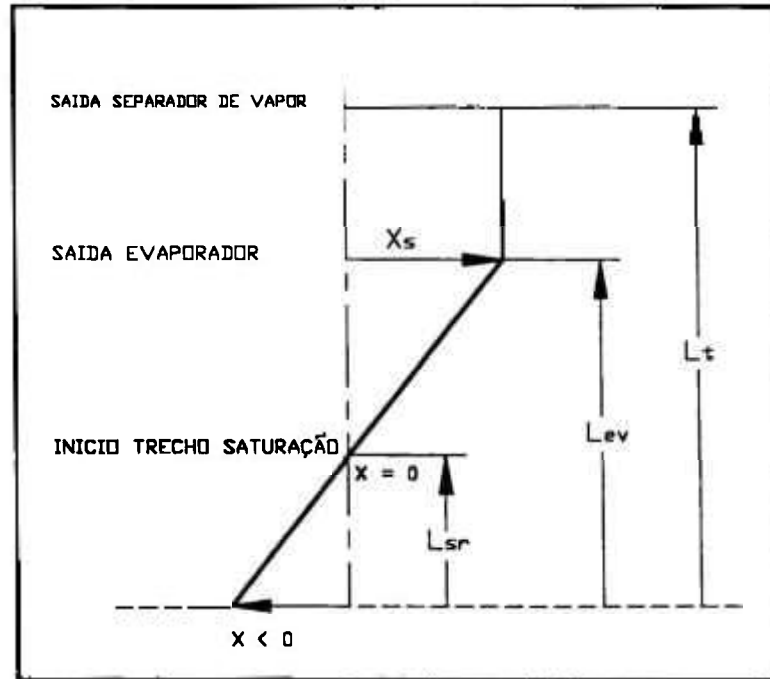 SAIDA SEPARADOR DE VAPOR
Xs
SAIDA EVAPORADOR
Lt
Lev
INICIO TRECHO SATURAÇÃO
X = 0
Lsr
X < 0